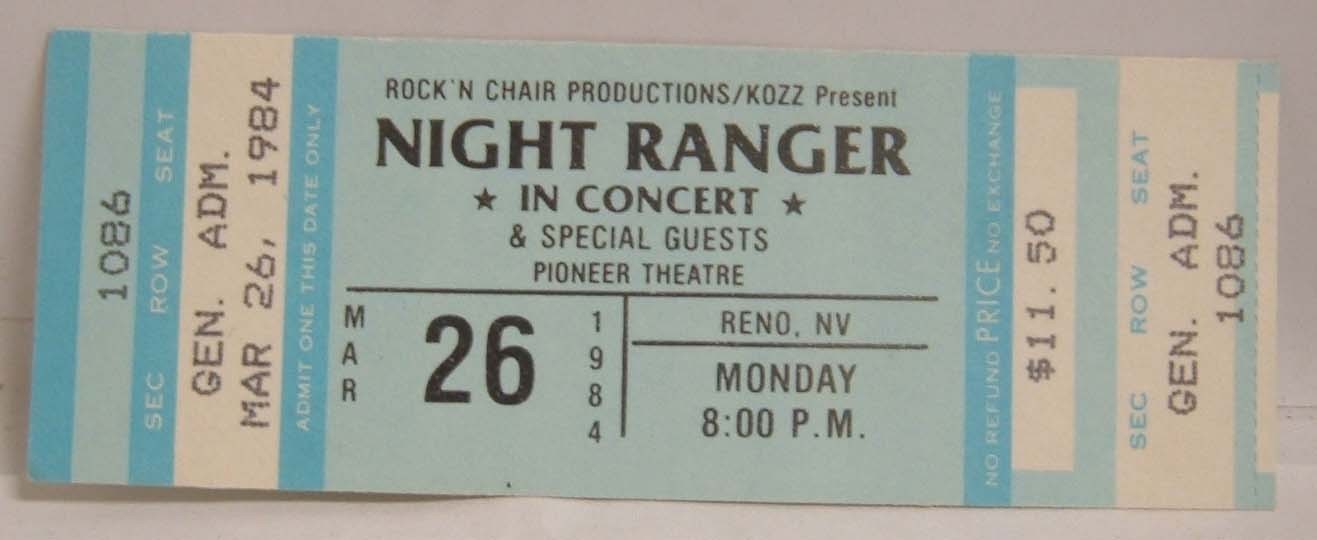 1086
SEC ROW SEAT
GEN. ADM.
MAR 26, 1984
ADMIT ONE THIS DATE ONLY
ROCK'N CHAIR PRODUCTIONS/KOZZ Present
NIGHT RANGER
★ IN CONCERT ★
& SPECIAL GUESTS
PIONEER THEATRE
MAR 26 1984
RENO, NV
MONDAY
8:00 P.M.
NO REFUND PRICE NO EXCHANGE
$11.50
SEC ROW SEAT
GEN. ADM.
1086